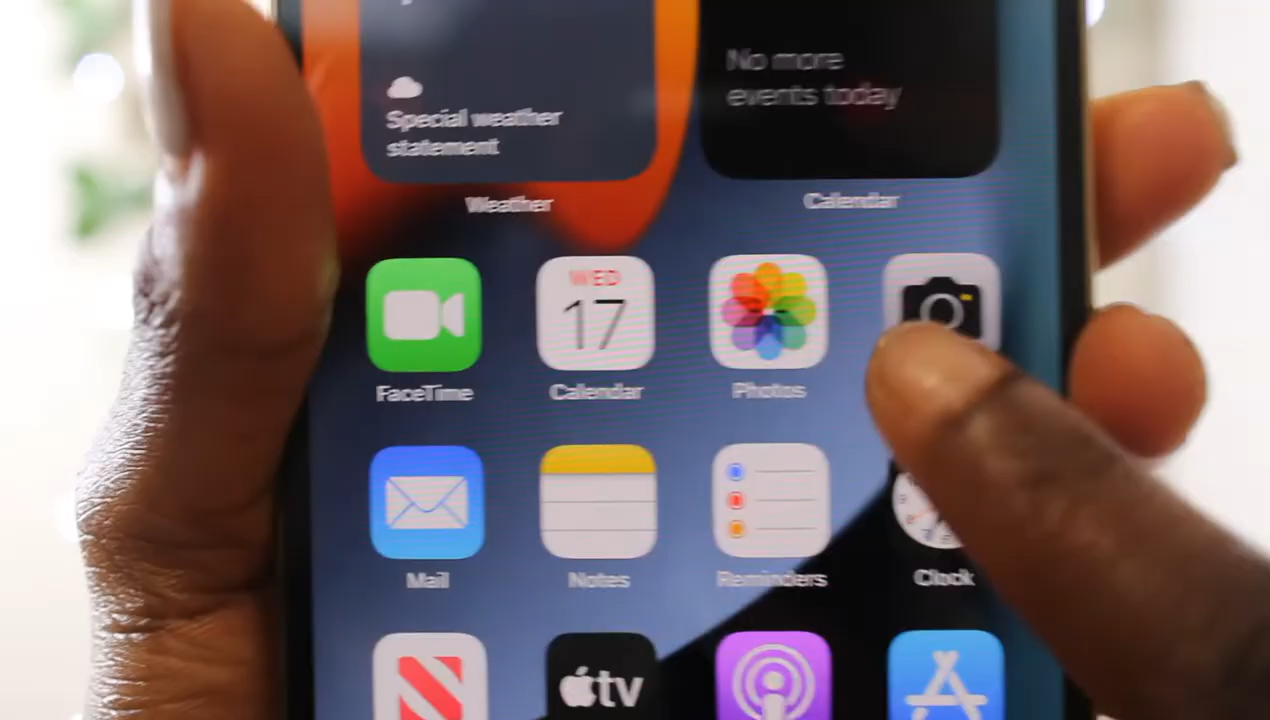 Special weather
statement
No more
events today
Weather
Calendar
WED
17
FaceTime
Calendar
Photos
Mail
Notes
Reminders
Clock
tv